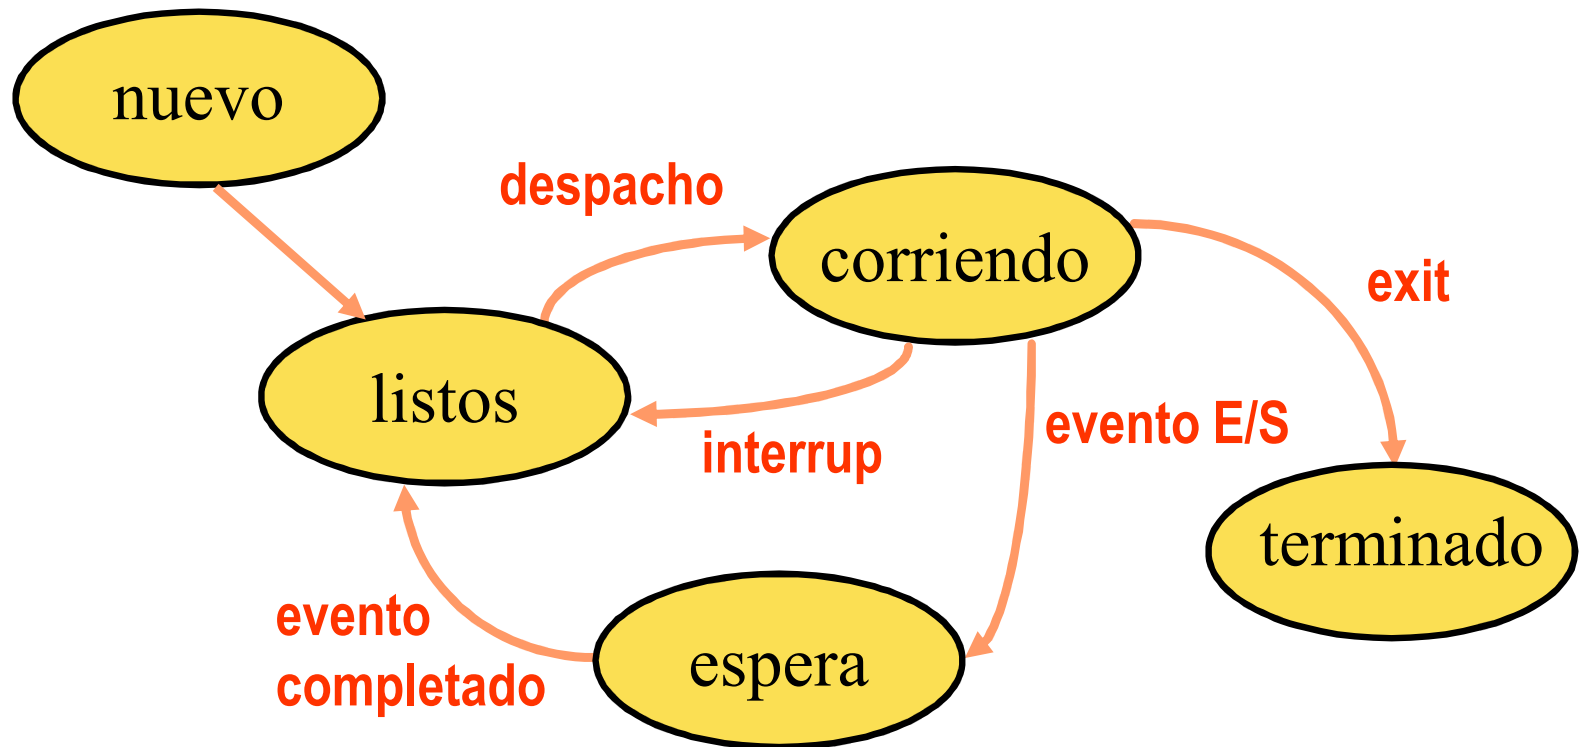 nuevo
despacho
corriendo
exit
listos
interrup
evento E/S
terminado
evento
completado
espera